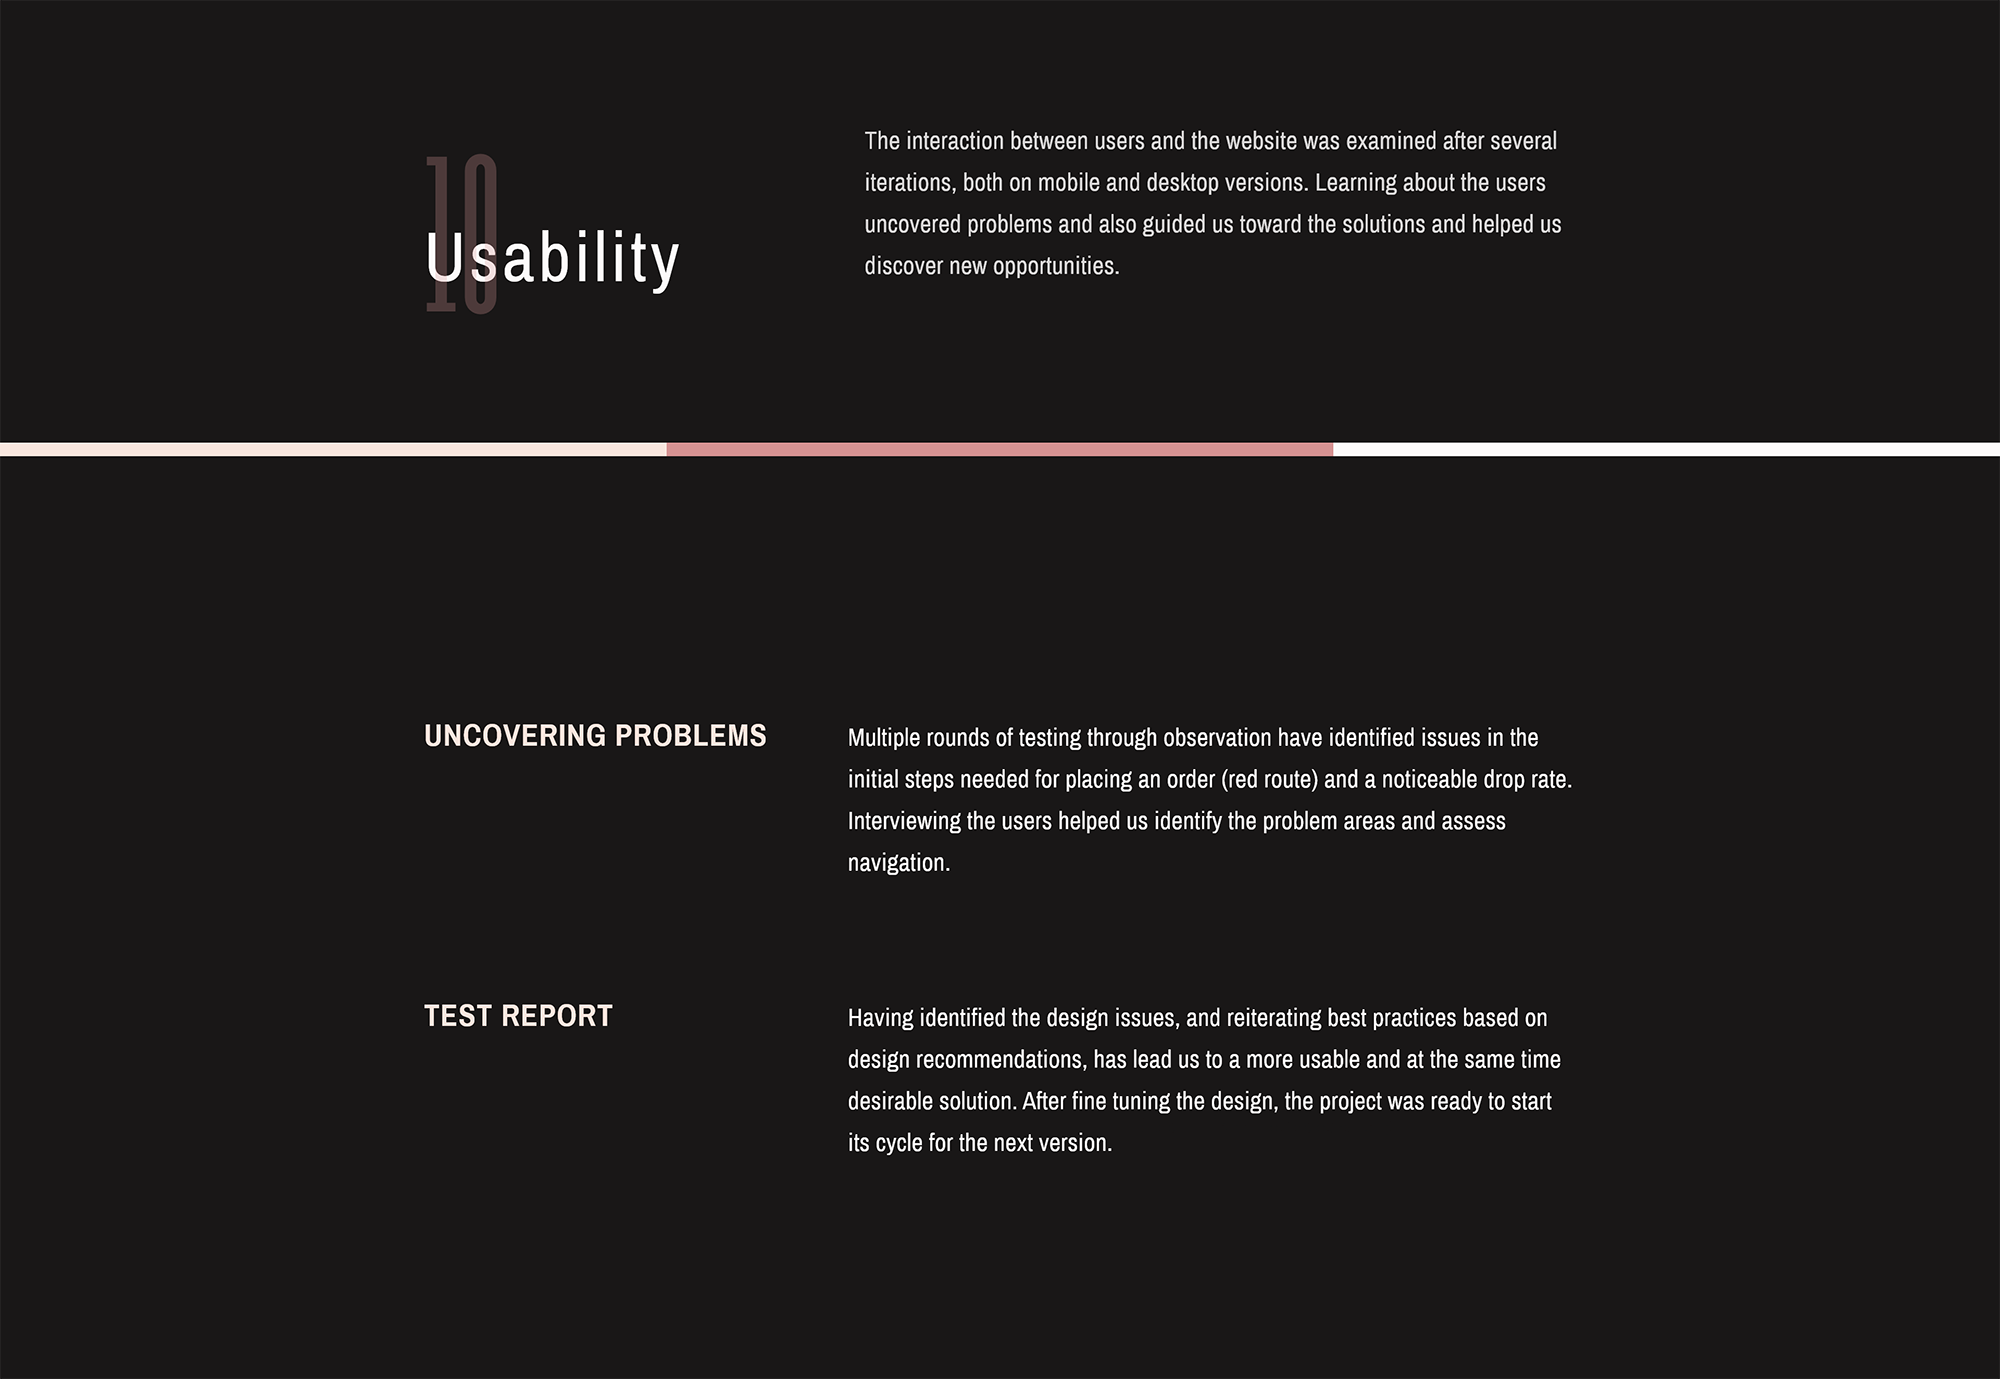 10
Usability
The interaction between users and the website was examined after several
iterations, both on mobile and desktop versions. Learning about the users
uncovered problems and also guided us toward the solutions and helped us
discover new opportunities.
UNCOVERING PROBLEMS
Multiple rounds of testing through observation have identified issues in the
initial steps needed for placing an order (red route) and a noticeable drop rate.
Interviewing the users helped us identify the problem areas and assess
navigation.
TEST REPORT
Having identified the design issues, and reiterating best practices based on
design recommendations, has lead us to a more usable and at the same time
desirable solution. After fine tuning the design, the project was ready to start
its cycle for the next version.